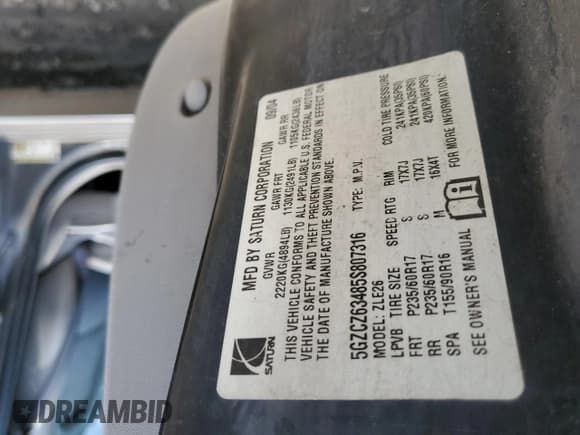 MFD BY SATURN CORPORATION 09/04
GVWR GAWR FRT GAWR RR
2220KG(4894LB) 1130KG(2491LB) 1105KG(2436LB)
THIS VEHICLE CONFORMS TO ALL APPLICABLE U.S. FEDERAL MOTOR
VEHICLE SAFETY AND THEFT PREVENTION STANDARDS IN EFFECT ON
THE DATE OF MANUFACTURE SHOWN ABOVE.
5GZCZ63485S807316 TYPE: M.P.V.
MODEL: ZLE26
LPVB TIRE SIZE SPEED RTG RIM COLD TIRE PRESSURE
FRT P235/60R17 S 17X7J 241KPA(35PSI)
RR P235/60R17 S 17X7J 241KPA(35PSI)
SPA T155/90R16 M 16X4T 420KPA(60PSI)
SEE OWNER'S MANUAL FOR MORE INFORMATION.
SATURN
DREAMBID